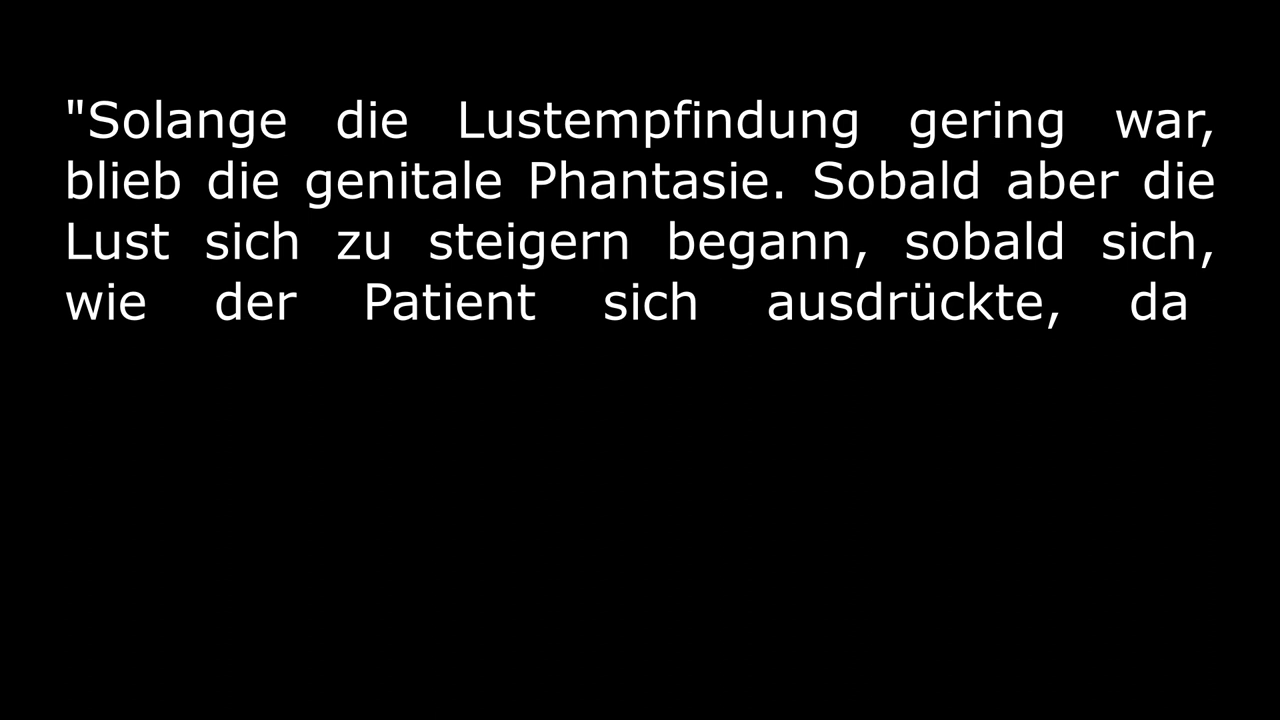 "Solange die Lustempfindung gering war,
blieb die genitale Phantasie. Sobald aber die
Lust sich zu steigern begann, sobald sich,
wie der Patient sich ausdrückte, da